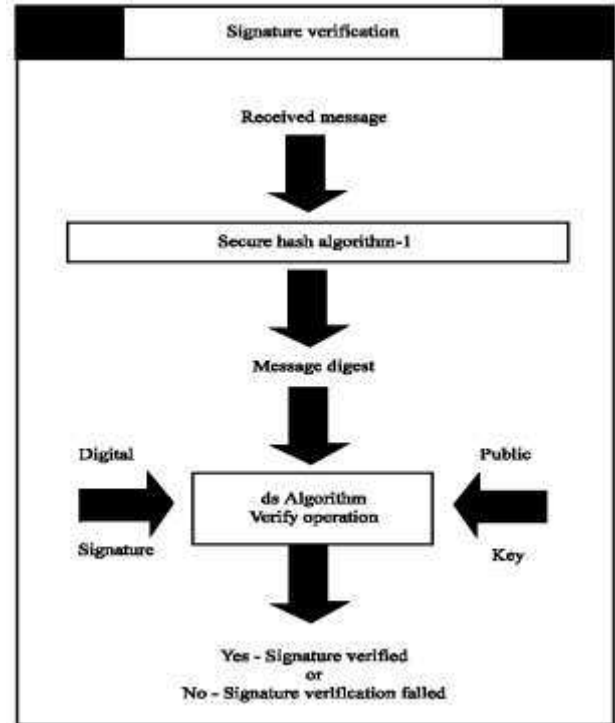 Signature verification
Received message
Secure hash algorithm-1
Message digest
Digital
Signature
ds Algorithm
Verify operation
Public
Key
Yes - Signature verified
or
No - Signature verification failed